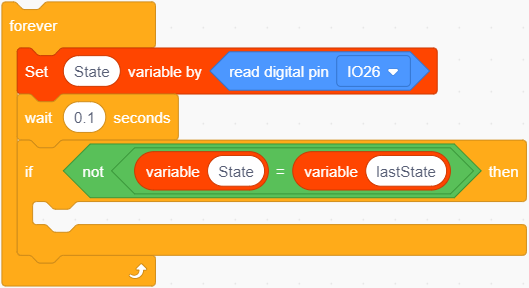 forever
Set State variable by read digital pin IO26
wait 0.1 seconds
if not variable State = variable lastState then